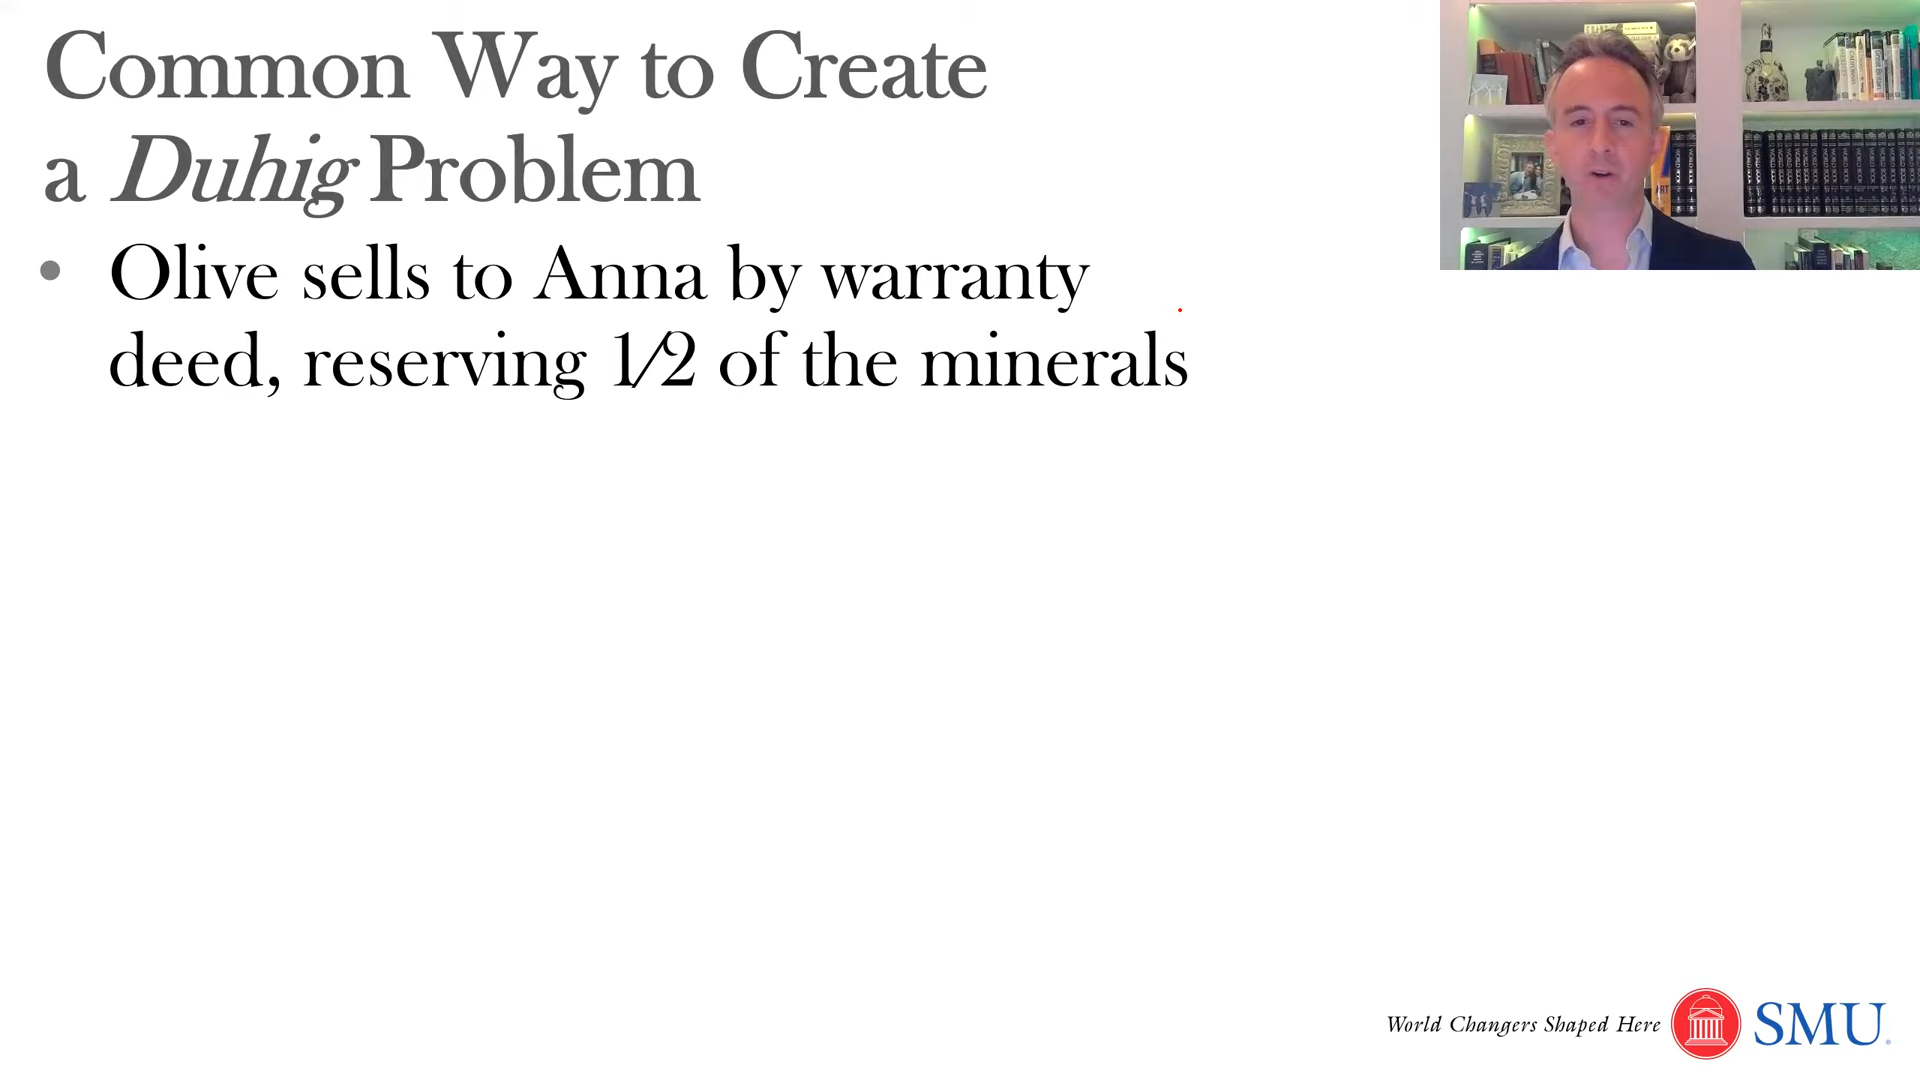 Common Way to Create
a Duhig Problem
• Olive sells to Anna by warranty
deed, reserving 1/2 of the minerals
World Changers Shaped Here
SMU